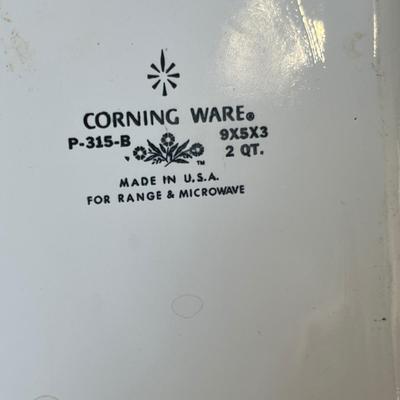 CORNING WARE®
P-315-B 9X5X3
2 QT.
TM
MADE IN U.S.A.
FOR RANGE & MICROWAVE